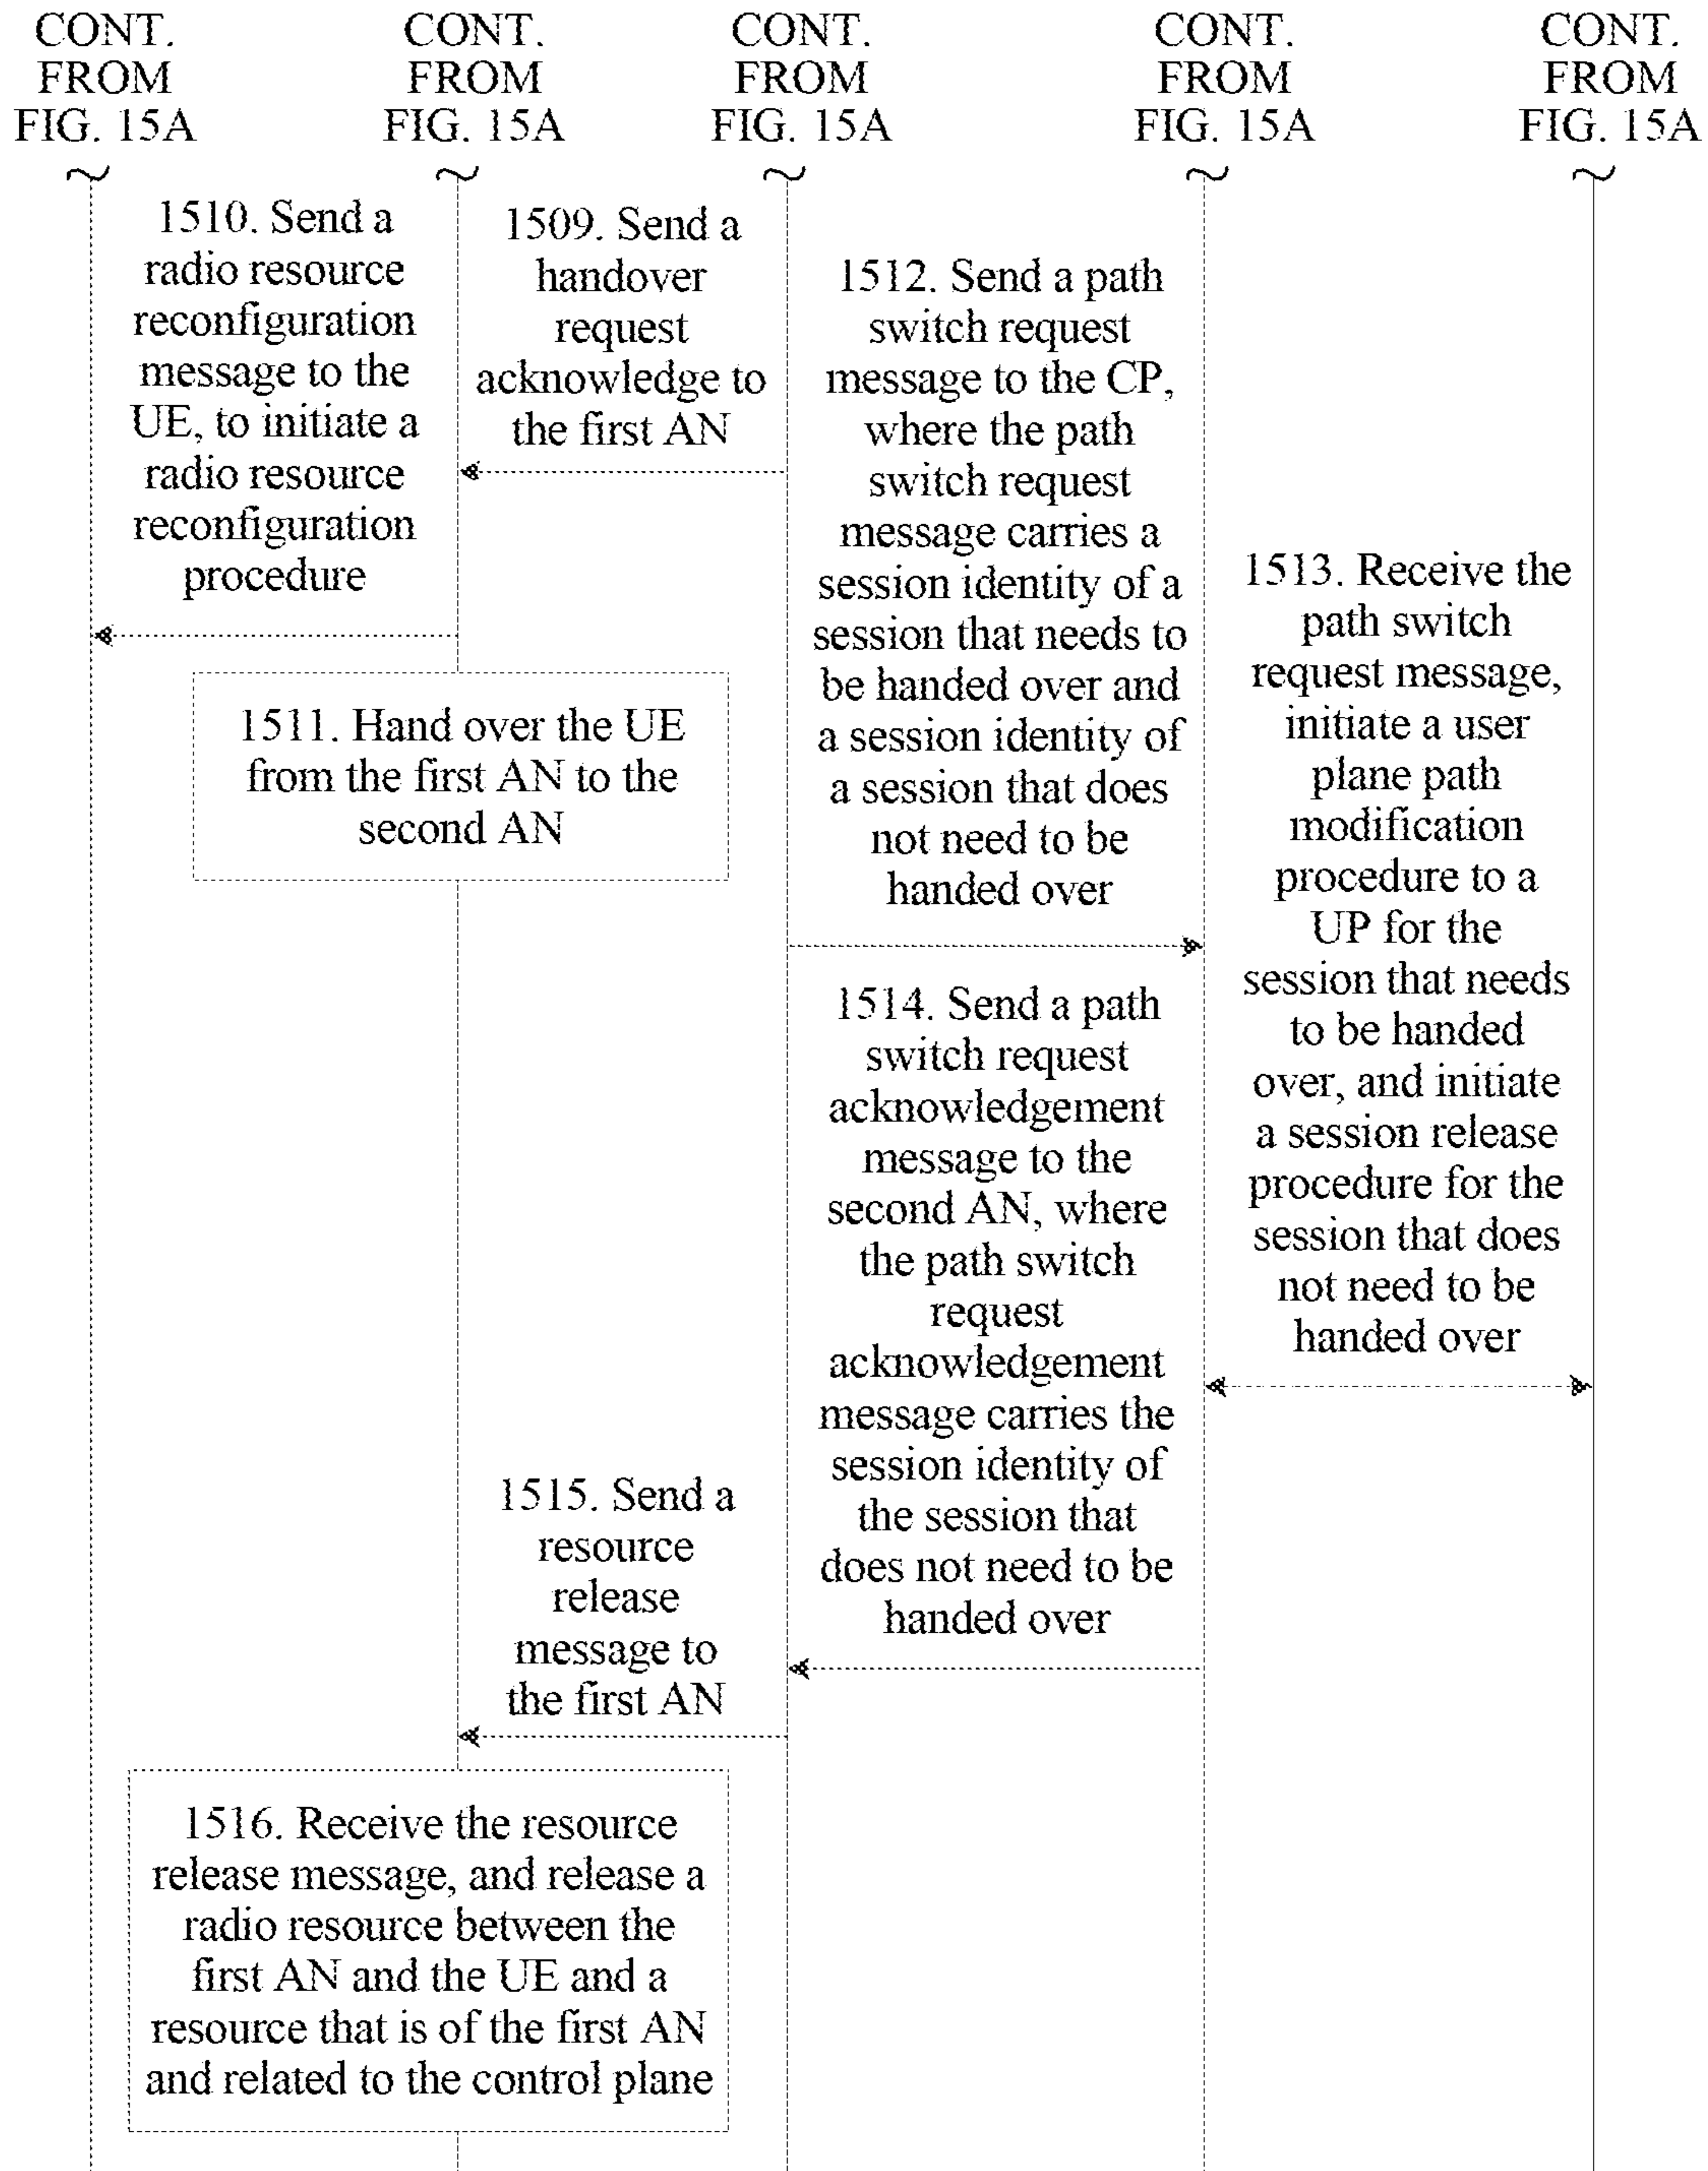 CONT.
FROM
FIG. 15A
CONT.
FROM
FIG. 15A
CONT.
FROM
FIG. 15A
CONT.
FROM
FIG. 15A
CONT.
FROM
FIG. 15A
1510. Send a
radio resource
reconfiguration
message to the
UE, to initiate a
radio resource
reconfiguration
procedure
1509. Send a
handover
request
acknowledge to
the first AN
1511. Hand over the UE
from the first AN to the
second AN
1512. Send a path
switch request
message to the CP,
where the path
switch request
message carries a
session identity of a
session that needs to
be handed over and
a session identity of
a session that does
not need to be
handed over
1513. Receive the
path switch
request message,
initiate a user
plane path
modification
procedure to a
UP for the
session that needs
to be handed
over, and initiate
a session release
procedure for the
session that does
not need to be
handed over
1514. Send a path
switch request
acknowledgement
message to the
second AN, where
the path switch
request
acknowledgement
message carries the
session identity of
the session that
does not need to be
handed over
1515. Send a
resource
release
message to
the first AN
1516. Receive the resource
release message, and release a
radio resource between the
first AN and the UE and a
resource that is of the first AN
and related to the control plane